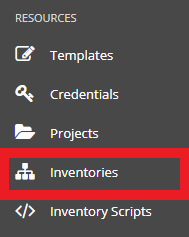 RESOURCES
Templates
Credentials
Projects
Inventories
Inventory Scripts